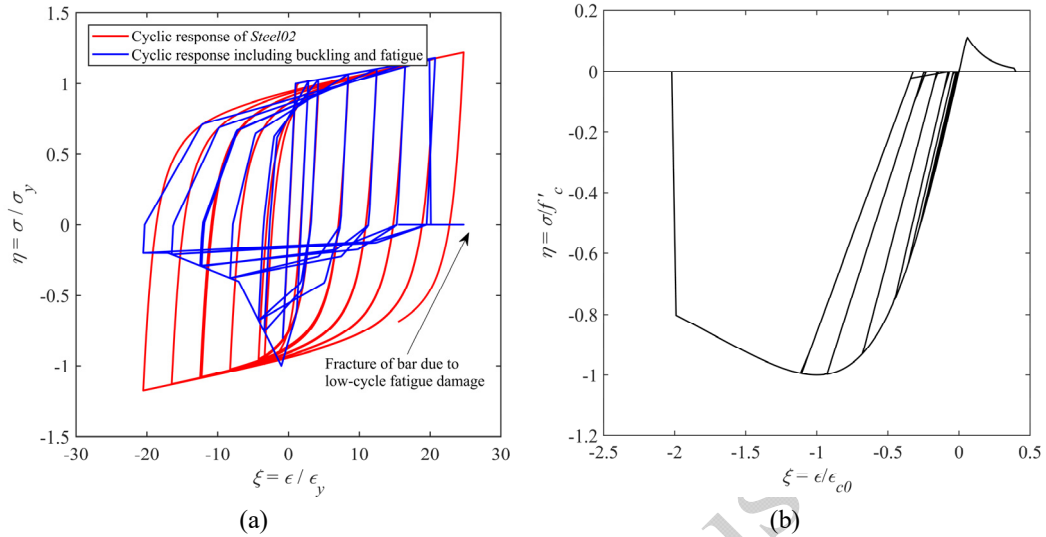 1.5
Cyclic response of Steel02
Cyclic response including buckling and fatigue
1
0.5
0
-0.5
-1
-1.5
η = σ / σy
Fracture of bar due to
low-cycle fatigue damage
-30 -20 -10 0 10 20 30
ξ = ϵ / ϵy
(a)
0.2
0
-0.2
-0.4
-0.6
-0.8
-1
-1.2
η = σ/f'c
-2.5 -2 -1.5 -1 -0.5 0 0.5
ξ = ϵ/ϵc0
(b)
us